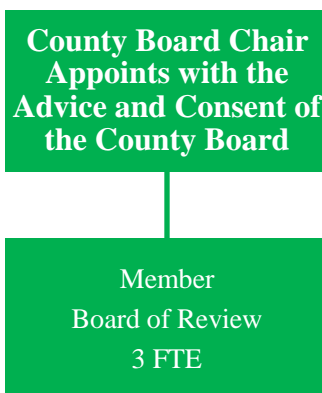 County Board Chair
Appoints with the
Advice and Consent of
the County Board
Member
Board of Review
3 FTE